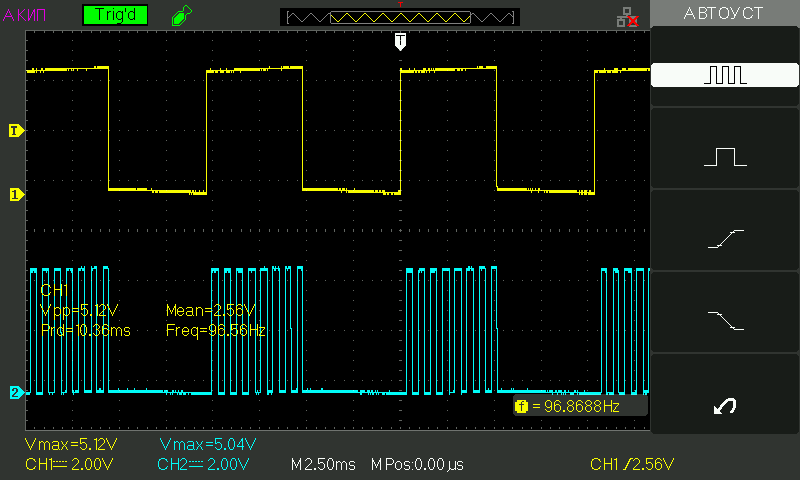 АКИП Trig'd АВТОУСТ
T
T
1
CH1
Vpp=5.12V Mean=2.56V
Prd=10.36ms Freq=96.56Hz
2
f = 96.8688Hz
Vmax=5.12V Vmax=5.04V
CH1 2.00V CH2 2.00V M2.50ms MPos:0.00µs CH1 2.56V